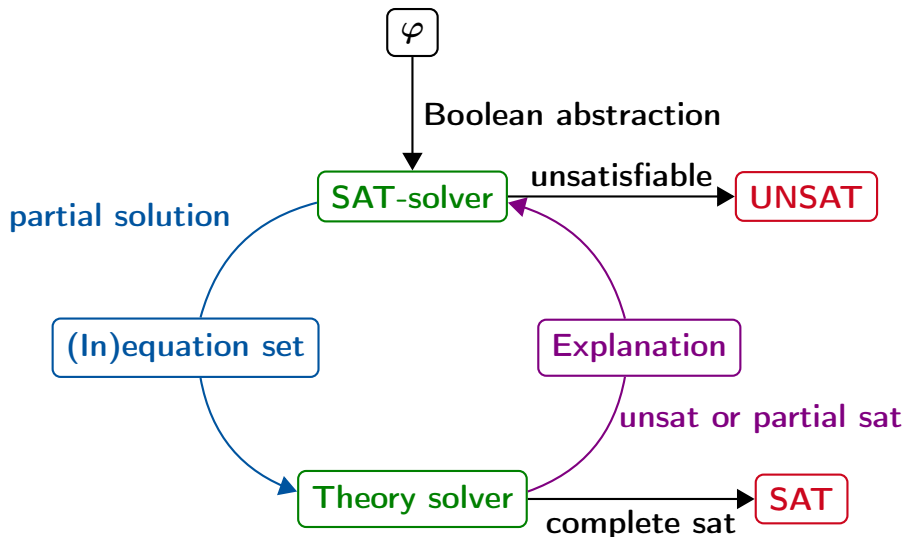 φ
Boolean abstraction
SAT-solver
unsatisfiable
UNSAT
partial solution
(In)equation set
Explanation
unsat or partial sat
Theory solver
complete sat
SAT